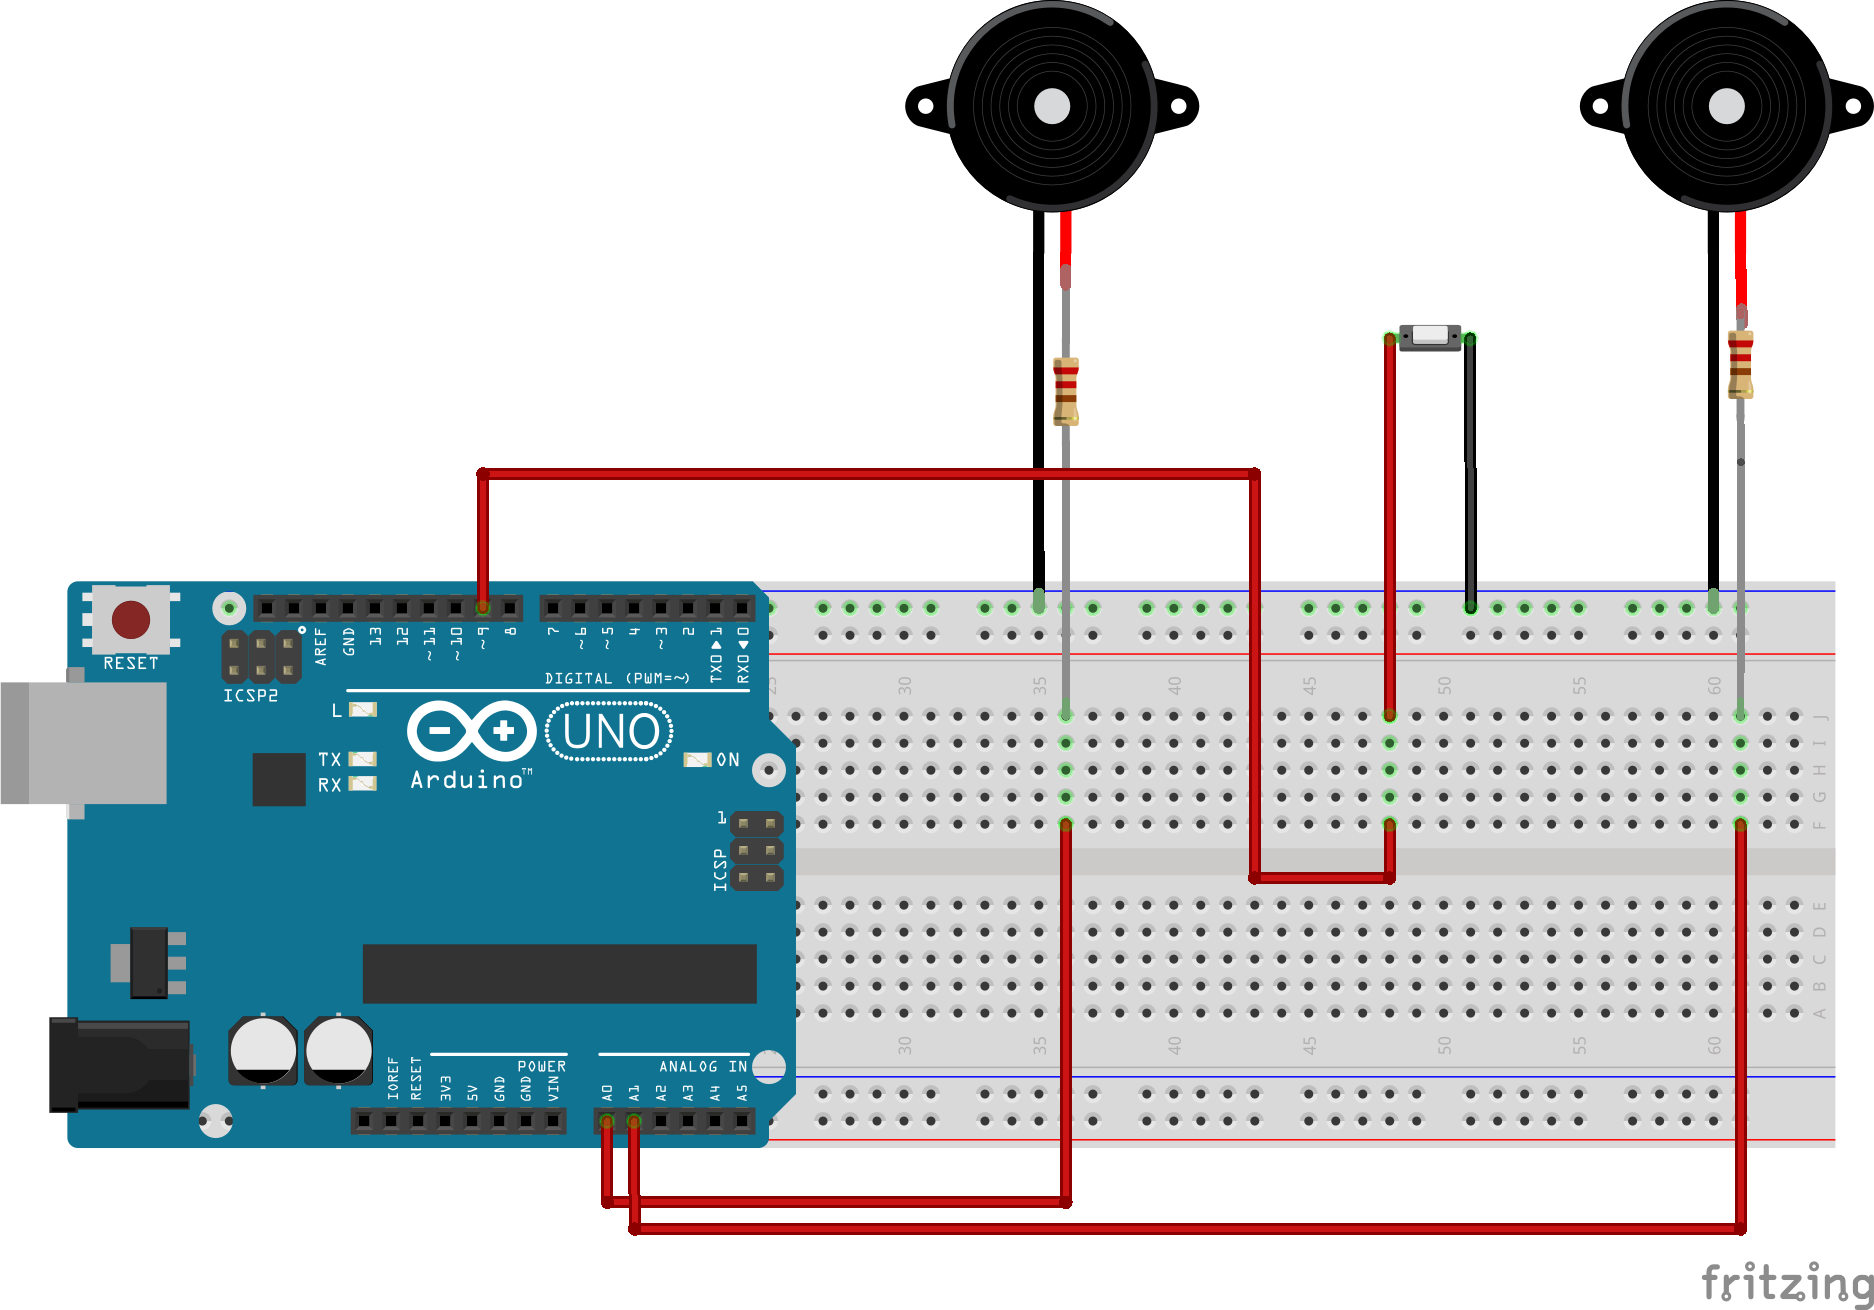 RESET
ICSP2
AREF
GND
13
12
~11
~10
~9
8
7
~6
~5
4
~3
2
TX0▶1
RX0◀0
DIGITAL (PWM=~)
L
TX
RX
UNO
Arduino™
ON
1
ICSP
25 30 35 40 45 50 55 60
J
I
H
G
F
E
D
C
B
A
30 35 40 45 50 55 60
POWER
ANALOG IN
IOREF
RESET
3V3
5V
GND
GND
VIN
A0
A1
A2
A3
A4
A5
fritzing